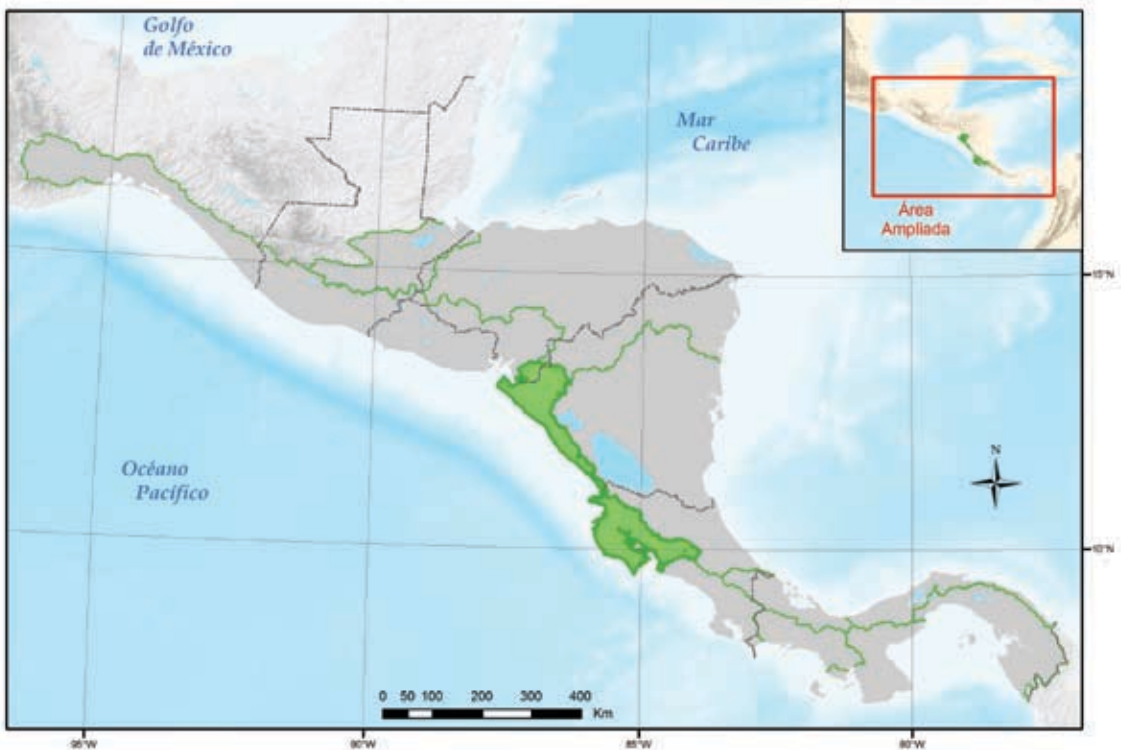 Golfo
de México
Mar
Caribe
Área
Ampliada
15°N
Océano
Pacífico
N
10°N
0 50 100 200 300 400
Km
95°W 90°W 85°W 80°W